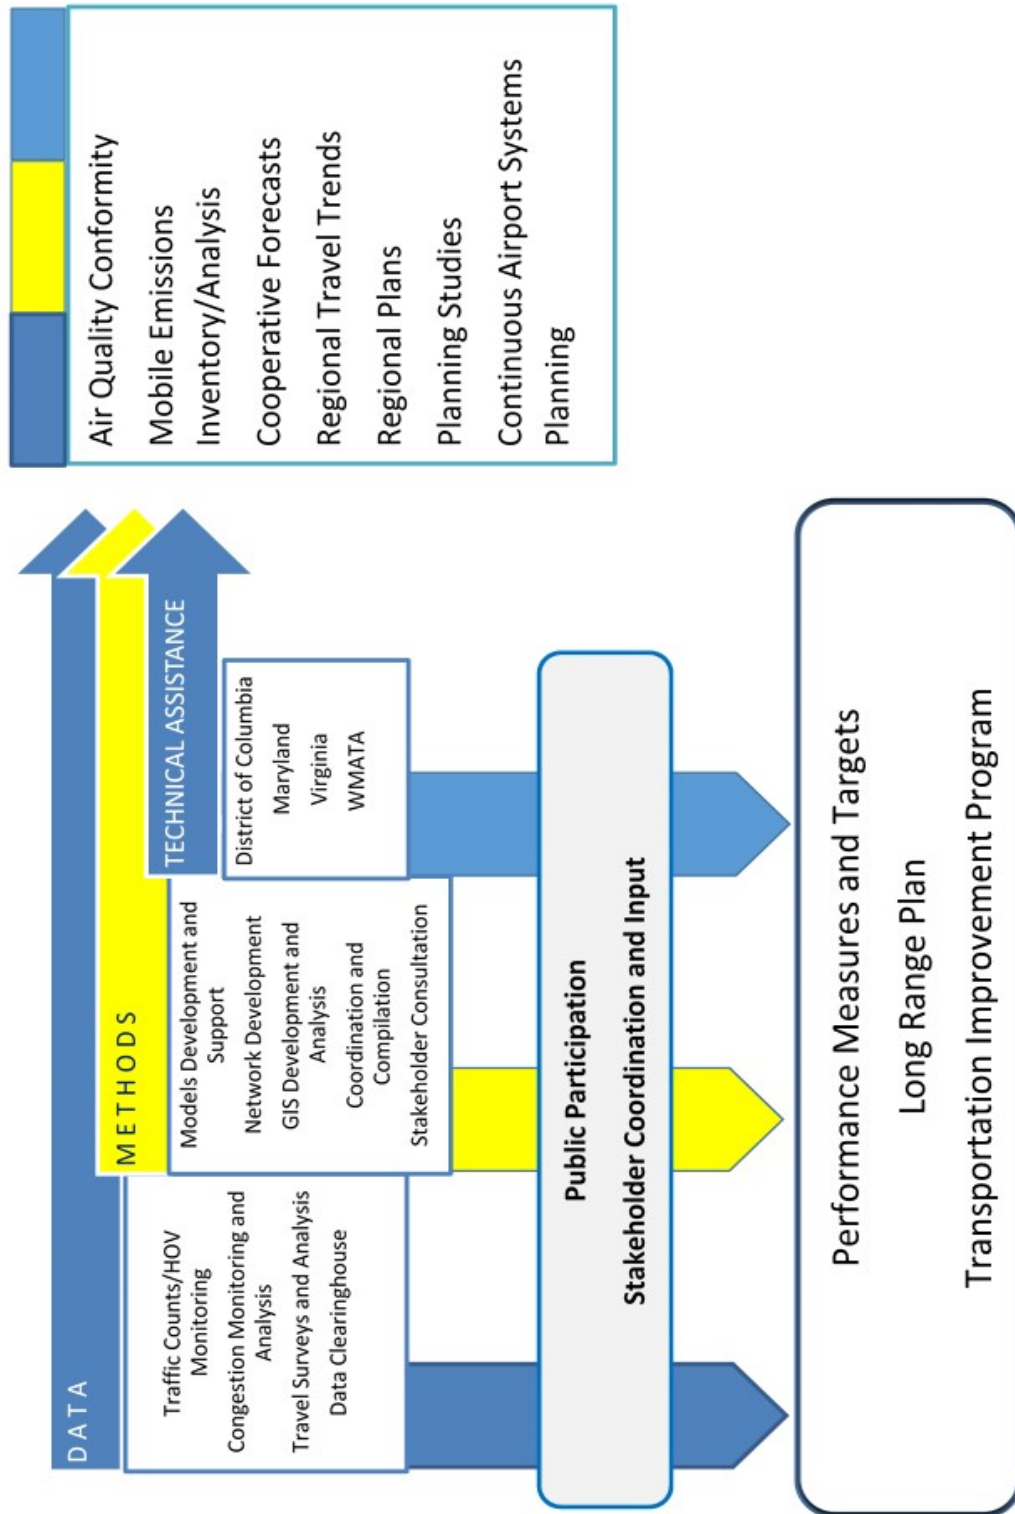 DATA
Traffic Counts/HOV
Monitoring
Congestion Monitoring and
Analysis
Travel Surveys and Analysis
Data Clearinghouse
METHODS
Models Development and
Support
Network Development
GIS Development and
Analysis
Coordination and
Compilation
Stakeholder Consultation
TECHNICAL ASSISTANCE
District of Columbia
Maryland
Virginia
WMATA
Air Quality Conformity
Mobile Emissions
Inventory/Analysis
Cooperative Forecasts
Regional Travel Trends
Regional Plans
Planning Studies
Continuous Airport Systems
Planning
Public Participation
Stakeholder Coordination and Input
Performance Measures and Targets
Long Range Plan
Transportation Improvement Program